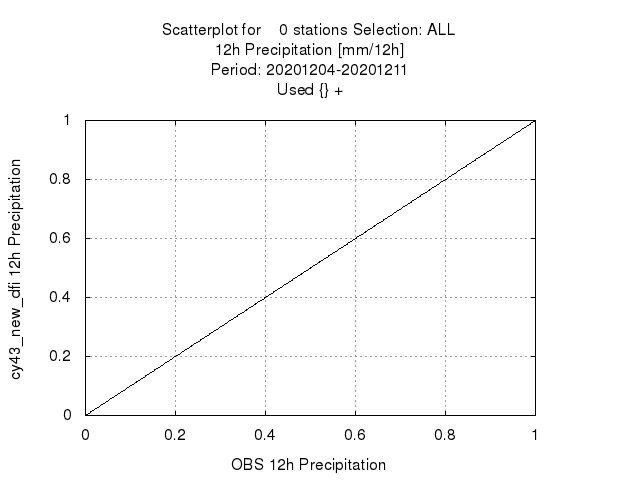 Scatterplot for    0 stations Selection: ALL
12h Precipitation [mm/12h]
Period: 20201204-20201211
Used {} +
1
0.8
0.6
0.4
0.2
0
cy43_new_dfi 12h Precipitation
0 0.2 0.4 0.6 0.8 1
OBS 12h Precipitation